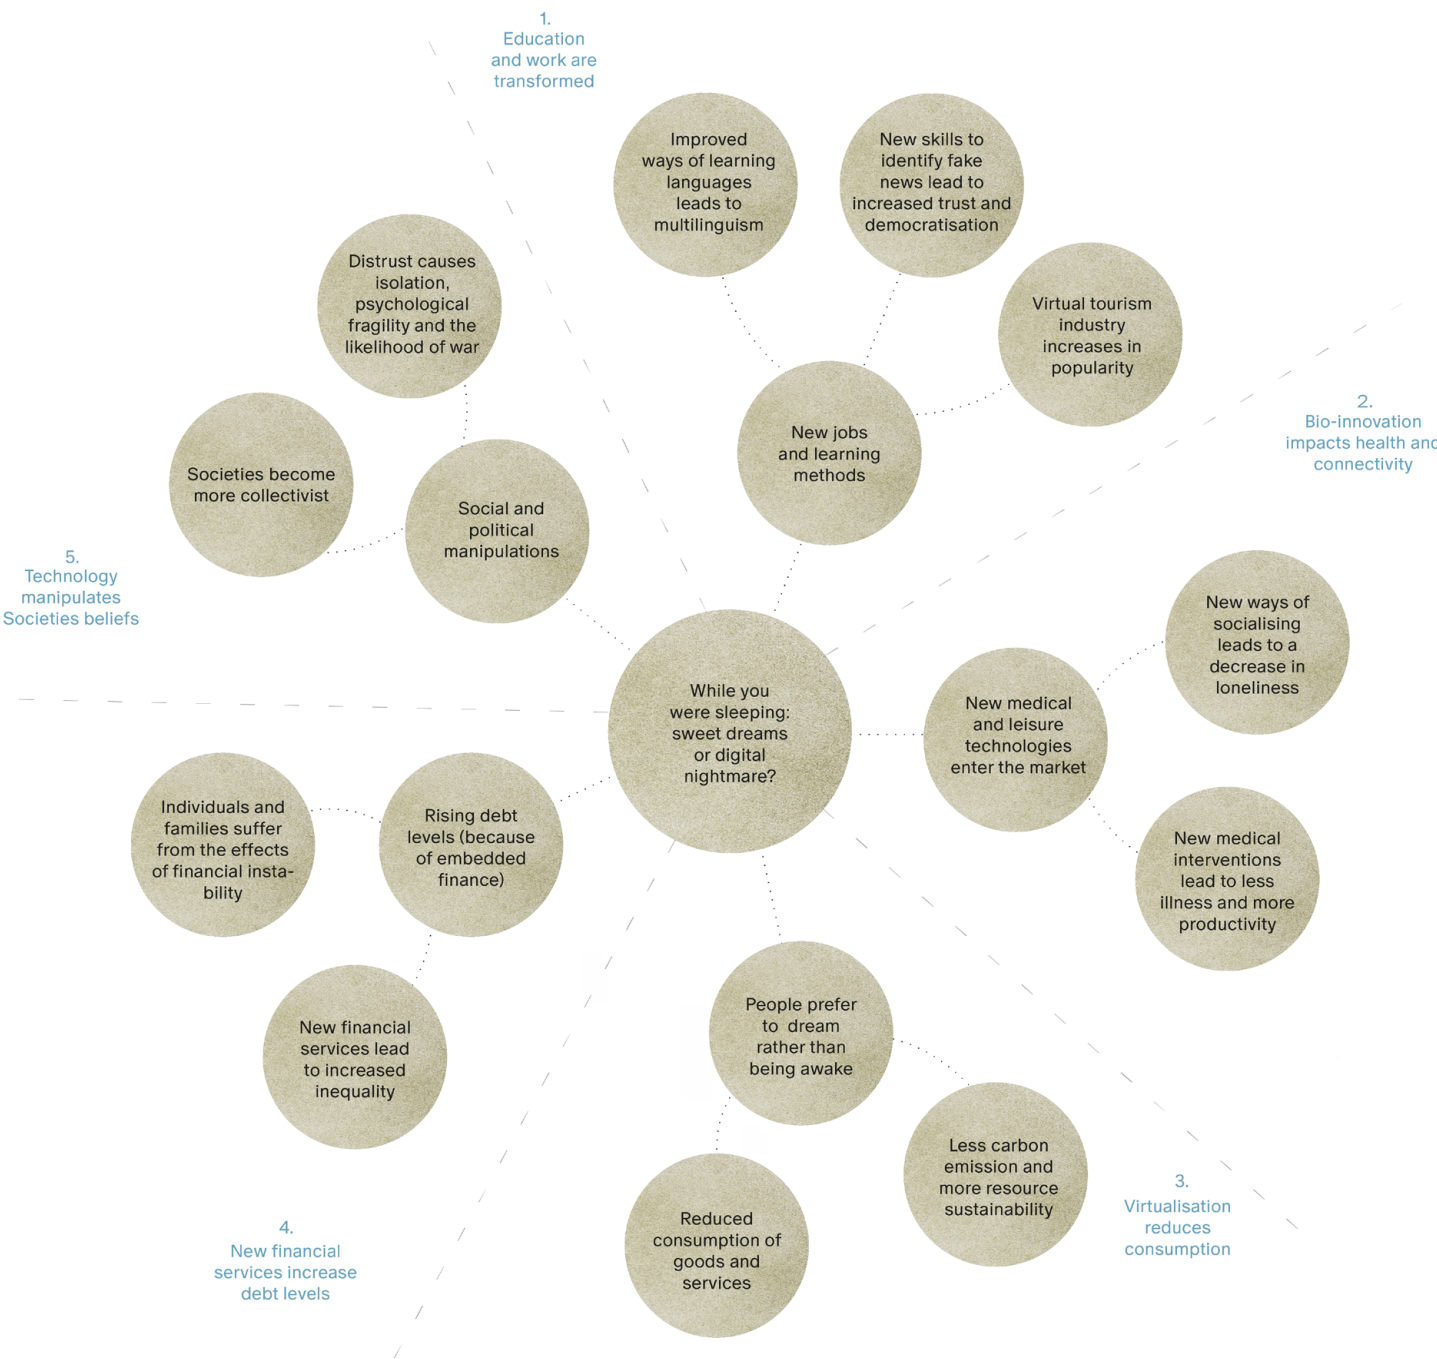 1.
Education
and work are
transformed
Improved
ways of learning
languages
leads to
multilinguism
New skills to
identify fake
news lead to
increased trust and
democratisation
Virtual tourism
industry
increases in
popularity
New jobs
and learning
methods
2.
Bio-innovation
impacts health and
connectivity
New ways of
socialising
leads to a
decrease in
loneliness
New medical
and leisure
technologies
enter the market
New medical
interventions
lead to less
illness and more
productivity
While you
were sleeping:
sweet dreams
or digital
nightmare?
3.
Virtualisation
reduces
consumption
People prefer
to dream
rather than
being awake
Less carbon
emission and
more resource
sustainability
Reduced
consumption of
goods and
services
4.
New financial
services increase
debt levels
Rising debt
levels (because
of embedded
finance)
Individuals and
families suffer
from the effects
of financial insta-
bility
New financial
services lead
to increased
inequality
5.
Technology
manipulates
Societies beliefs
Social and
political
manipulations
Societies become
more collectivist
Distrust causes
isolation,
psychological
fragility and the
likelihood of war